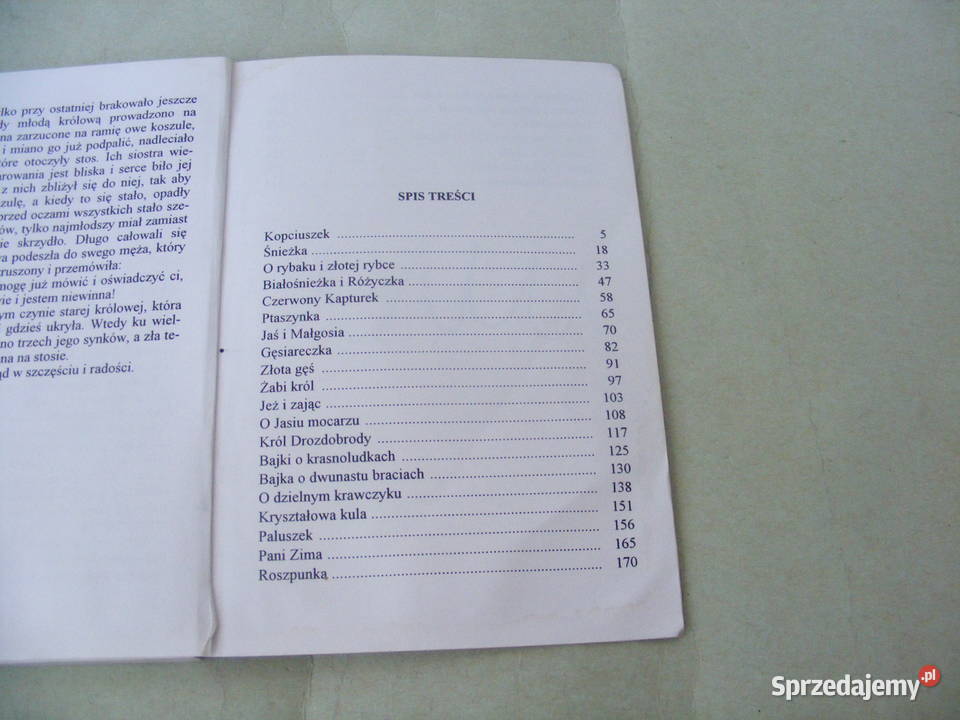 lko przy ostatniej brakowało jeszcze
dy młodą królową prowadzono na
na zarzucone na ramię owe koszule,
i miano go już podpalić, nadleciało
tóre otoczyły stos. Ich siostra wie-
arowania jest bliska i serce biło jej
z nich zbliżył się do niej, tak aby
zulę, a kiedy to się stało, opadły
przed oczami wszystkich stało sze-
ów, tylko najmłodszy miał zamiast
ie skrzydło. Długo całowali się
va podeszła do swego męża, który
truszony i przemówiła:
mogę już mówić i oświadczyć ci,
vie i jestem niewinna!
ym czynie starej królowej, która
i gdzieś ukryła. Wtedy ku wiel-
no trzech jego synków, a zła te-
na na stosie.
ąd w szczęściu i radości.
SPIS TREŚCI
Kopciuszek ........ 5
Śnieżka ........ 18
O rybaku i złotej rybce ........ 33
Białośnieżka i Różyczka ........ 47
Czerwony Kapturek ........ 58
Ptaszynka ........ 65
Jaś i Małgosia ........ 70
Gęsiareczka ........ 82
Złota gęś ........ 91
Żabi król ........ 97
Jeż i zając ........ 103
O Jasiu mocarzu ........ 108
Król Drozdobrody ........ 117
Bajki o krasnoludkach ........ 125
Bajka o dwunastu braciach ........ 130
O dzielnym krawczyku ........ 138
Kryształowa kula ........ 151
Paluszek ........ 156
Pani Zima ........ 165
Roszpunka ........ 170
Sprzedajemy.pl